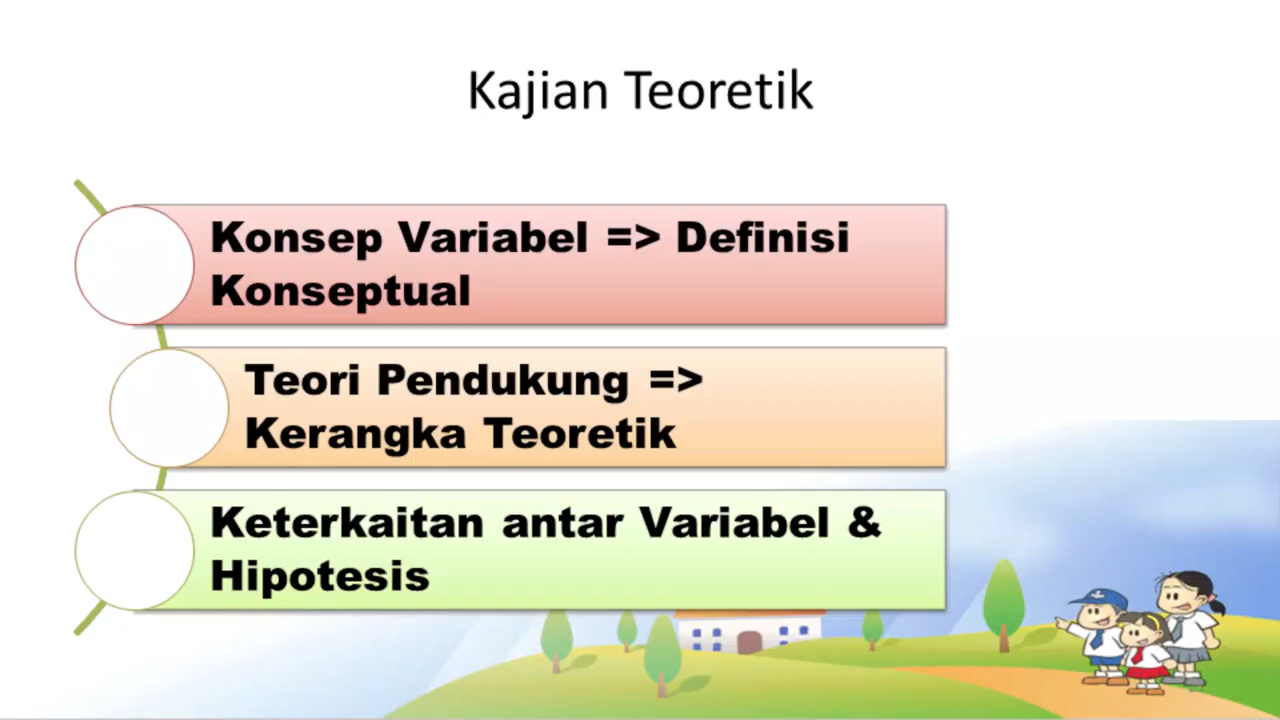 Kajian Teoretik
Konsep Variabel => Definisi
Konseptual
Teori Pendukung =>
Kerangka Teoretik
Keterkaitan antar Variabel &
Hipotesis